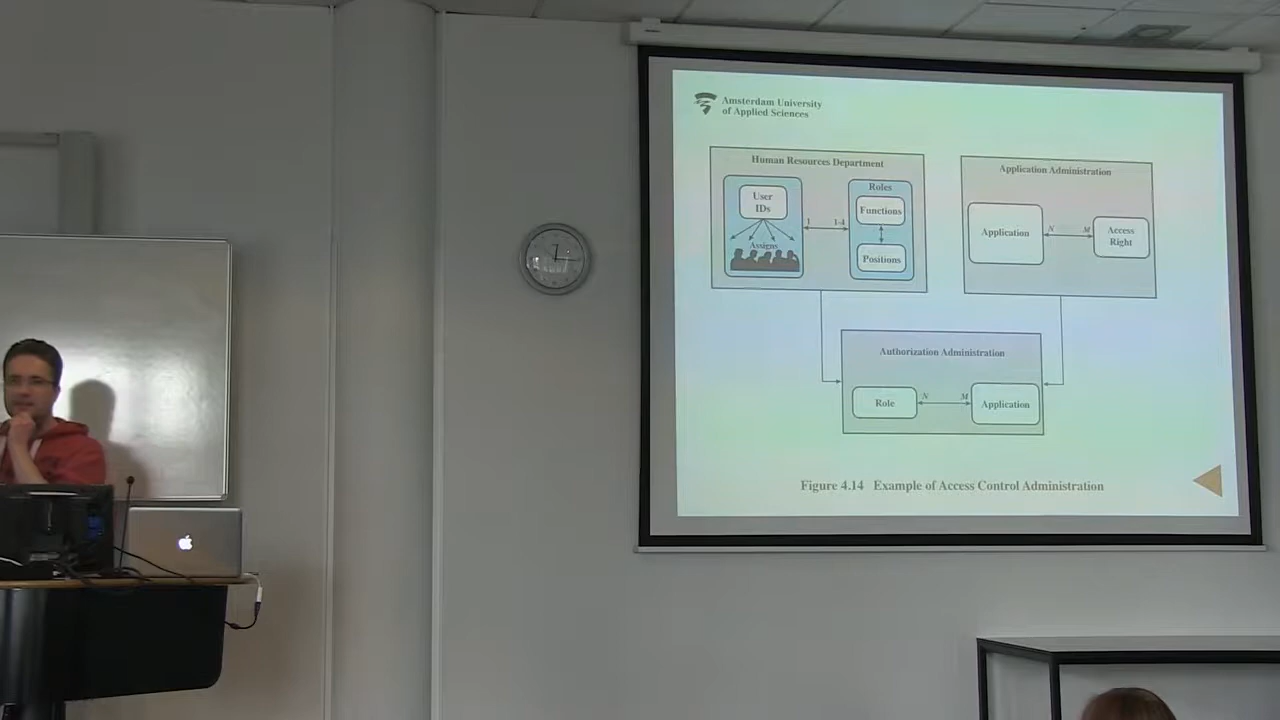 Amsterdam University
of Applied Sciences
Human Resources Department
User
IDs
Assigns
1
1-4
Roles
Functions
Positions
Application Administration
Application
N
M
Access
Right
Authorization Administration
Role
N
M
Application
Figure 4.14 Example of Access Control Administration